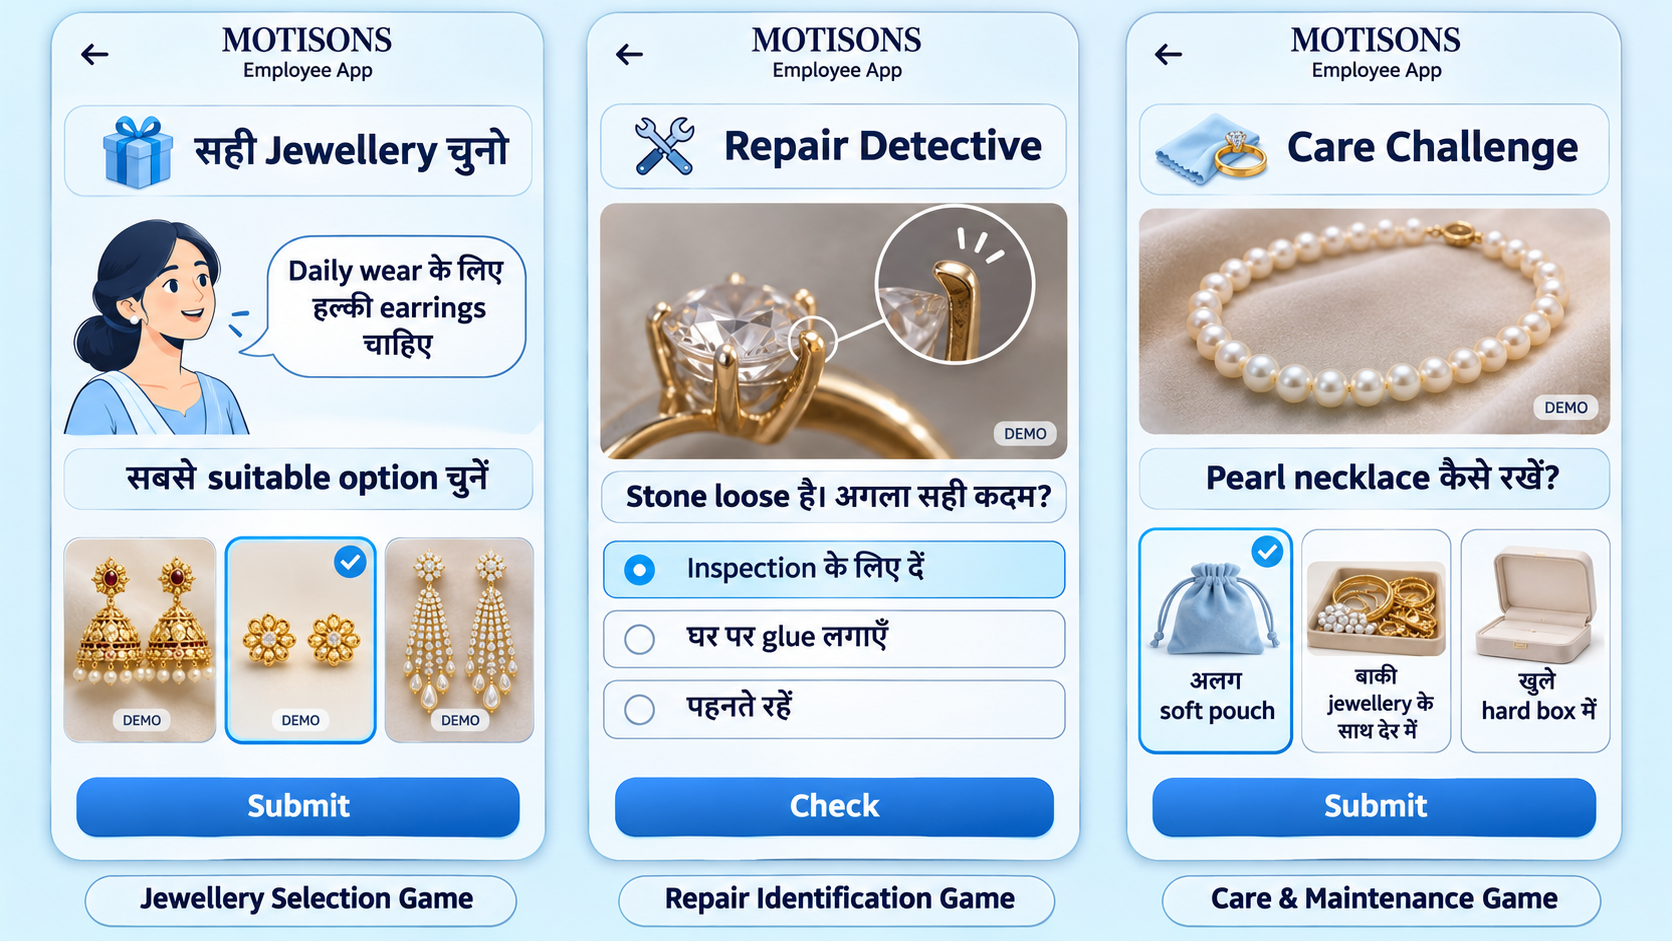 MOTISONS
Employee App
सही Jewellery चुनो
Daily wear के लिए
हल्की earrings
चाहिए
सबसे suitable option चुनें
DEMO
DEMO
DEMO
Submit
Jewellery Selection Game
MOTISONS
Employee App
Repair Detective
DEMO
Stone loose है। अगला सही कदम?
Inspection के लिए दें
घर पर glue लगाएँ
पहनते रहें
Check
Repair Identification Game
MOTISONS
Employee App
Care Challenge
DEMO
Pearl necklace कैसे रखें?
अलग
soft pouch
बाकी
jewellery के
साथ देर में
खुले
hard box में
Submit
Care & Maintenance Game